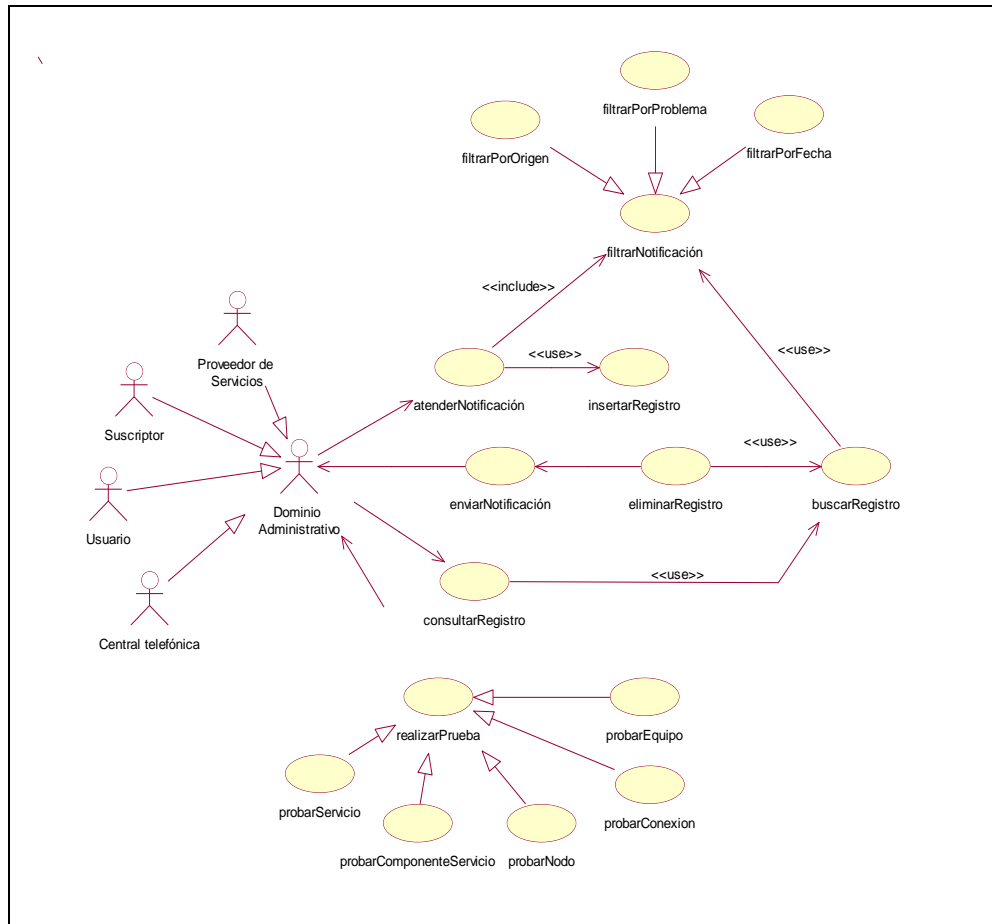 filtrarPorProblema
filtrarPorOrigen
filtrarPorFecha
filtrarNotificación
<<include>>
Proveedor de
Servicios
<<use>>
<<use>>
atenderNotificación
insertarRegistro
Suscriptor
<<use>>
Dominio
Administrativo
enviarNotificación
eliminarRegistro
buscarRegistro
Usuario
<<use>>
consultarRegistro
Central telefónica
realizarPrueba
probarEquipo
probarServicio
probarConexion
probarComponenteServicio
probarNodo